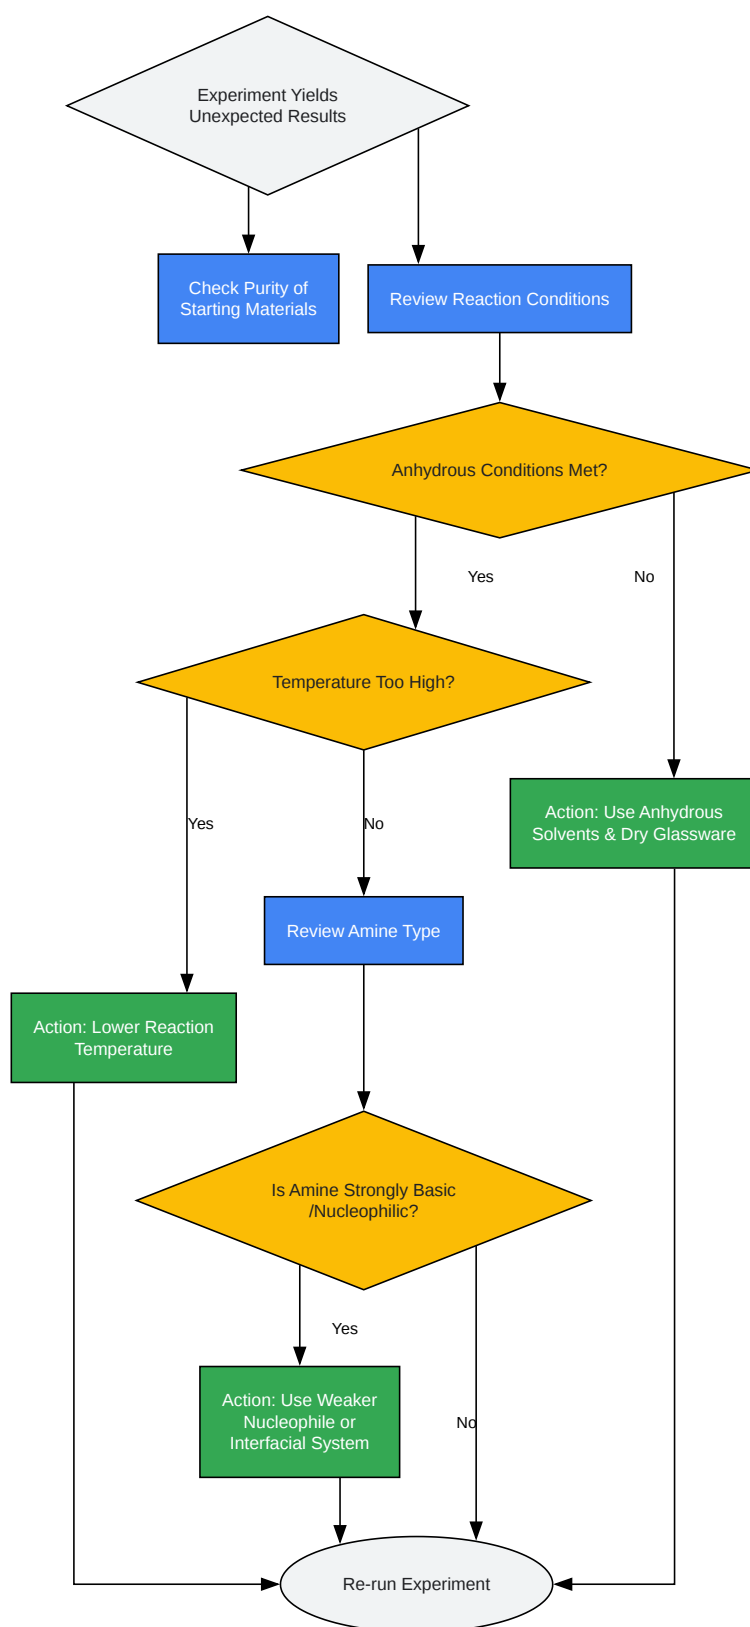 Experiment Yields
Unexpected Results
Check Purity of
Starting Materials
Review Reaction Conditions
Anhydrous Conditions Met?
Yes
No
Temperature Too High?
Yes
No
Action: Use Anhydrous
Solvents & Dry Glassware
Review Amine Type
Action: Lower Reaction
Temperature
Is Amine Strongly Basic
/Nucleophilic?
Yes
No
Action: Use Weaker
Nucleophile or
Interfacial System
Re-run Experiment